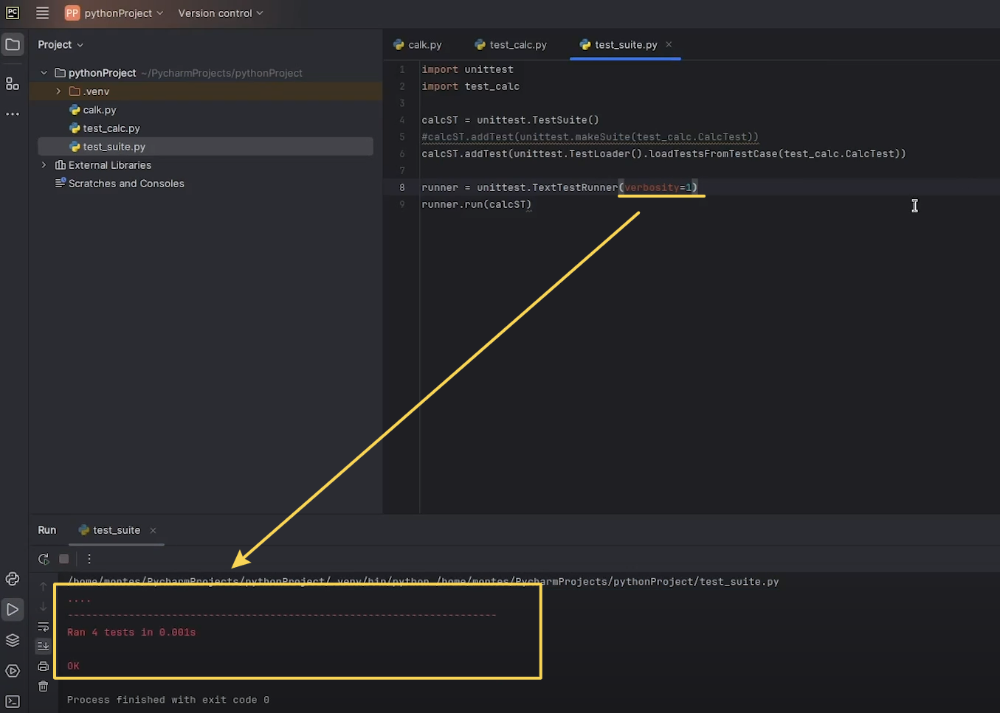 PC
PP pythonProject
Version control
Project
pythonProject ~/PycharmProjects/pythonProject
.venv
calk.py
test_calc.py
test_suite.py
External Libraries
Scratches and Consoles
calk.py
test_calc.py
test_suite.py
1 import unittest
2 import test_calc
3
4 calcST = unittest.TestSuite()
5 #calcST.addTest(unittest.makeSuite(test_calc.CalcTest))
6 calcST.addTest(unittest.TestLoader().loadTestsFromTestCase(test_calc.CalcTest))
7
8 runner = unittest.TextTestRunner(verbosity=1)
9 runner.run(calcST)
Run
test_suite
/home/montes/PycharmProjects/pythonProject/.venv/bin/python /home/montes/PycharmProjects/pythonProject/test_suite.py
....
----------------------------------------------------------------------
Ran 4 tests in 0.001s
OK
Process finished with exit code 0